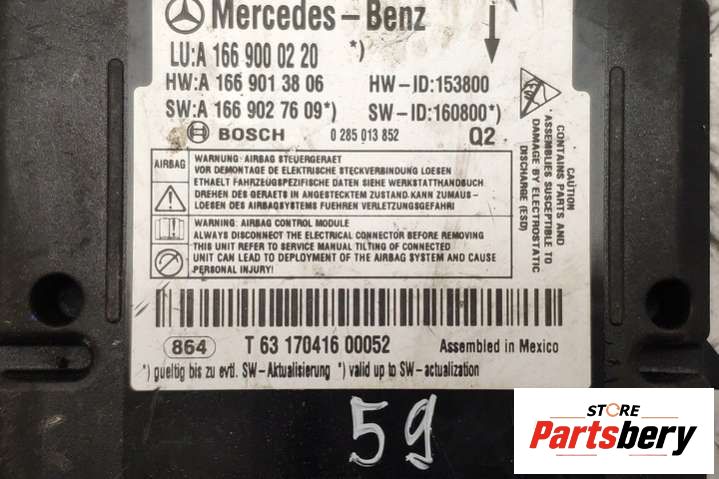 Mercedes-Benz
LU:A 166 900 02 20 *)
HW:A 166 901 38 06 HW-ID:153800
SW:A 166 902 76 09*) SW-ID:160800*)
BOSCH 0 285 013 852 Q2
AIRBAG
WARNUNG: AIRBAG STEUERGERAET
VOR DEMONTAGE DE ELEKTRISCHE STECKVERBINDUNG LOESEN
ETHAELT FAHRZEUGSPEZIFISCHE DATEN SIEHE WERKSTATTHANDBUCH
DREHEN DES GERAETS IN ANGESTECKTEM ZUSTAND KANN ZUMAUS-
LOESEN DES AIRBAGSYSTEMS FUEHREN VERLETZUNGSGEFAHR!
WARNING: AIRBAG CONTROL MODULE
ALWAYS DISCONNECT THE ELECTRICAL CONNECTOR BEFORE REMOVING
THIS UNIT REFER TO SERVICE MANUAL TILTING OF CONNECTED
UNIT CAN LEAD TO DEPLOYMENT OF THE AIRBAG SYSTEM AND CAUSE
PERSONAL INJURY!
CAUTION
CONTAINS PARTS AND
ASSEMBLIES SUSCEPTIBLE TO
DAMAGE BY ELECTROSTATIC
DISCHARGE (ESD)
864 T 63 170416 00052 Assembled in Mexico
*) gueltig bis zu evtl. SW-Aktualisierung *) valid up to SW-actualization
59
STORE
Partsbery